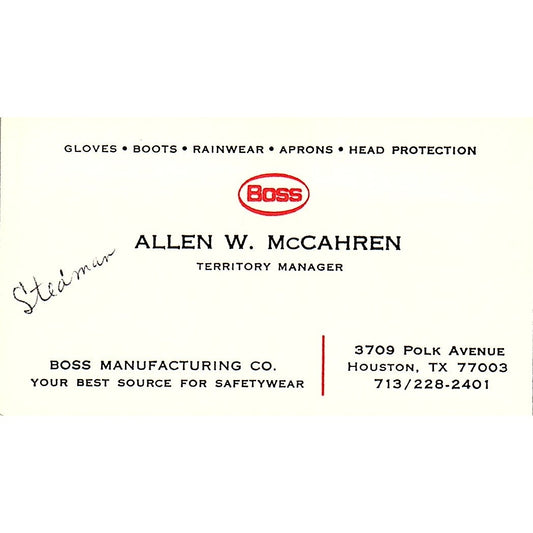 GLOVES • BOOTS • RAINWEAR • APRONS • HEAD PROTECTION
BOSS
ALLEN W. McCAHREN
TERRITORY MANAGER
Stedman
BOSS MANUFACTURING CO.
YOUR BEST SOURCE FOR SAFETYWEAR
3709 POLK AVENUE
HOUSTON, TX 77003
713/228-2401